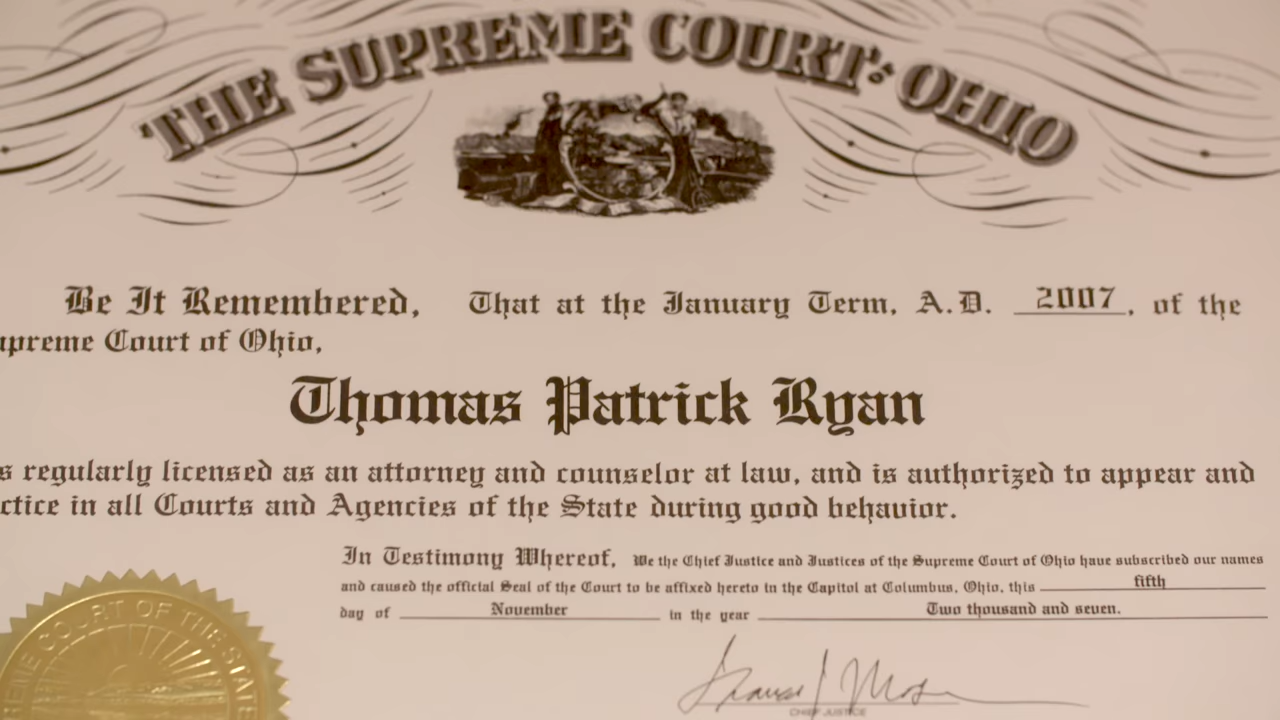 THE SUPREME COURT: OHIO
Be It Remembered, That at the January Term, A.D. 2007, of the
upreme Court of Ohio,
Thomas Patrick Ryan
s regularly licensed as an attorney and counselor at law, and is authorized to appear and
ctice in all Courts and Agencies of the State during good behavior.
In Testimony Whereof, We the Chief Justice and Justices of the Supreme Court of Ohio have subscribed our names
and caused the official Seal of the Court to be affixed hereto in the Capitol at Columbus, Ohio, this fifth
day of November in the year Two thousand and seven.
REME COURT OF THE STATE
CHIEF JUSTICE